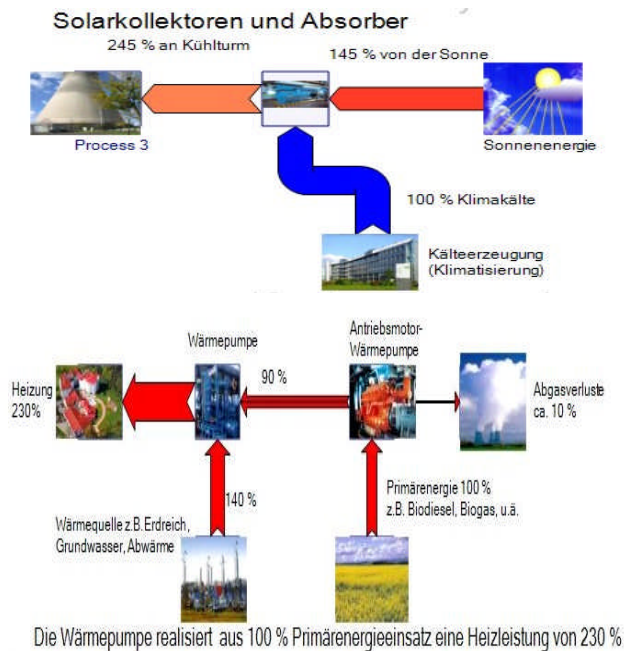 Solarkollektoren und Absorber
245 % an Kühlturm
145 % von der Sonne
Process 3
Sonnenenergie
100 % Klimakälte
Kälteerzeugung
(Klimatisierung)
Wärmepumpe
Antriebsmotor-
Wärmepumpe
Heizung
230%
90 %
Abgasverluste
ca. 10 %
140 %
Primärenergie 100 %
z.B. Biodiesel, Biogas, u.ä.
Wärmequelle z.B. Erdreich,
Grundwasser, Abwärme
Die Wärmepumpe realisiert aus 100 % Primärenergieeinsatz eine Heizleistung von 230 %